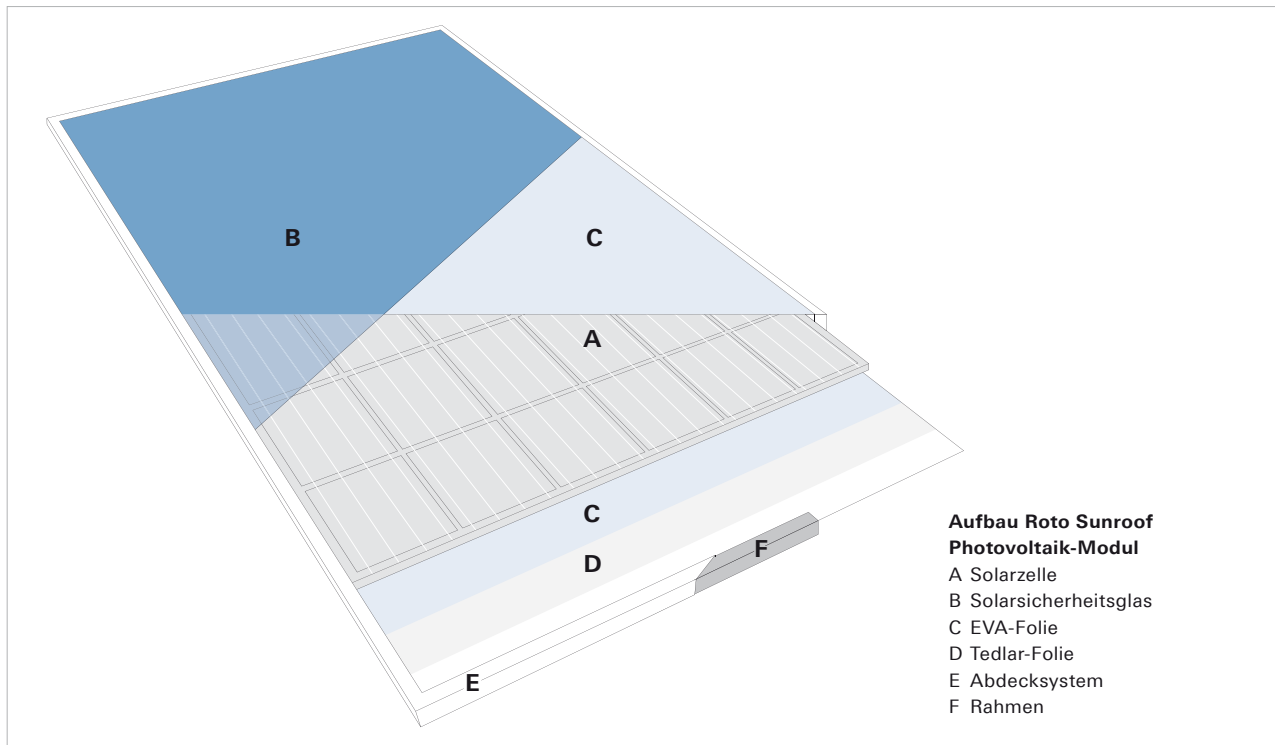 B
C
A
C
D
F
E
Aufbau Roto Sunroof
Photovoltaik-Modul
A Solarzelle
B Solarsicherheitsglas
C EVA-Folie
D Tedlar-Folie
E Abdecksystem
F Rahmen